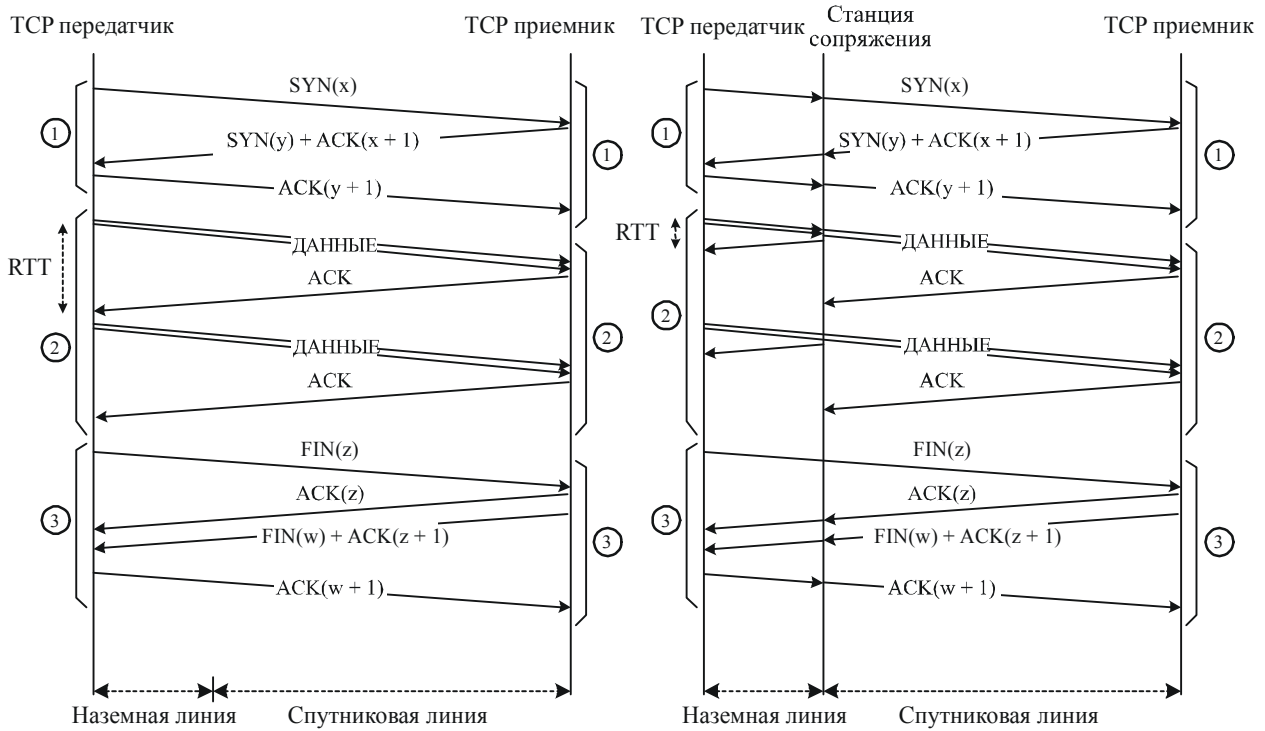 TCP передатчик
TCP приемник
SYN(x)
1
SYN(y) + ACK(x + 1)
1
ACK(y + 1)
RTT
ДАННЫЕ
ACK
2
ДАННЫЕ
2
ACK
FIN(z)
ACK(z)
3
FIN(w) + ACK(z + 1)
3
ACK(w + 1)
Наземная линия
Спутниковая линия
TCP передатчик
Станция
сопряжения
TCP приемник
SYN(x)
1
SYN(y) + ACK(x + 1)
1
ACK(y + 1)
RTT
ДАННЫЕ
ACK
2
ДАННЫЕ
2
ACK
FIN(z)
ACK(z)
3
FIN(w) + ACK(z + 1)
3
ACK(w + 1)
Наземная линия
Спутниковая линия